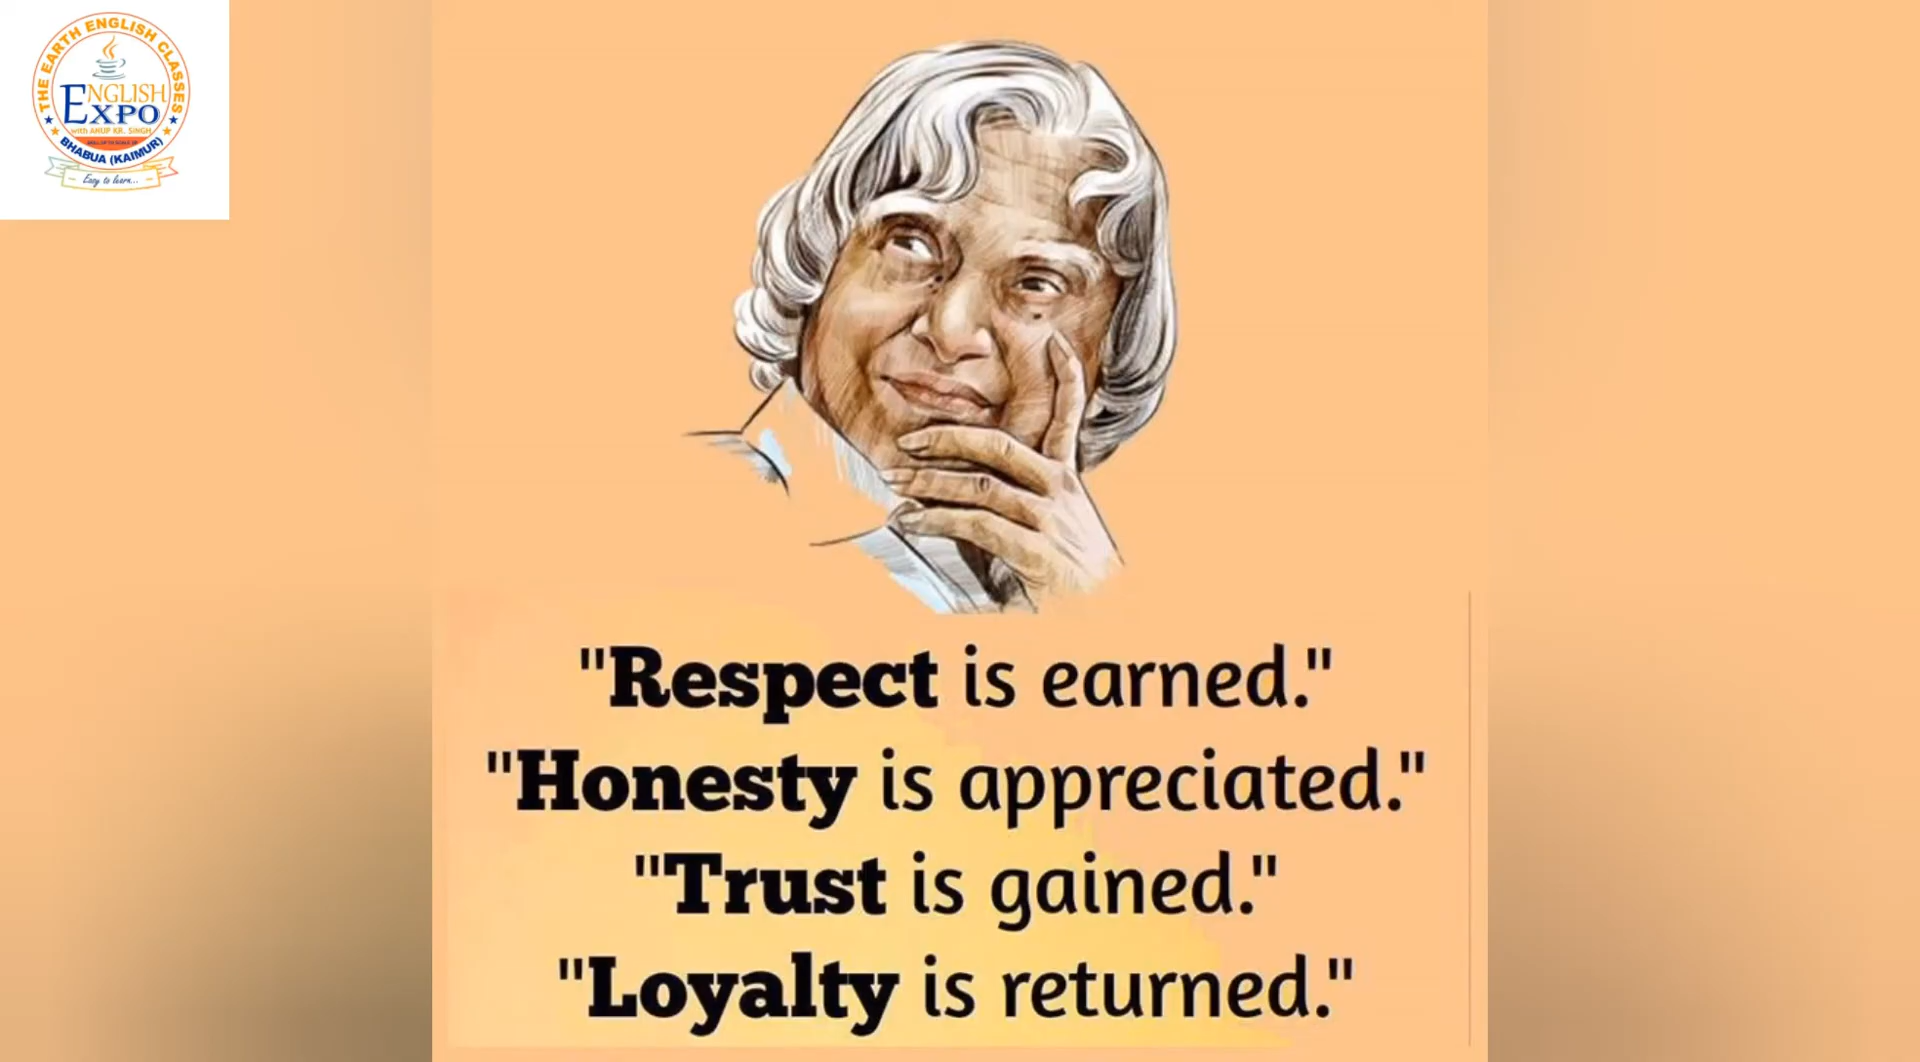 THE EARTH ENGLISH CLASSES
ENGLISH
EXPO
with ANUP KR. SINGH
BHABUA (KAIMUR)
Easy to learn...
"Respect is earned."
"Honesty is appreciated."
"Trust is gained."
"Loyalty is returned."